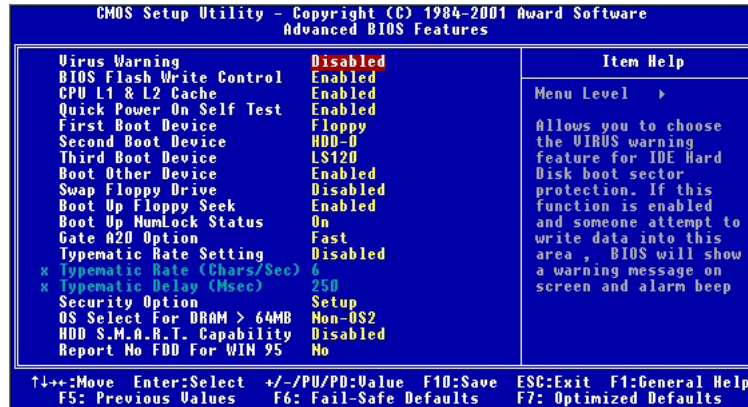 CMOS Setup Utility - Copyright (C) 1984-2001 Award Software
Advanced BIOS Features
Virus Warning Disabled
BIOS Flash Write Control Enabled
CPU L1 & L2 Cache Enabled
Quick Power On Self Test Enabled
First Boot Device Floppy
Second Boot Device HDD-0
Third Boot Device LS120
Boot Other Device Enabled
Swap Floppy Drive Disabled
Boot Up Floppy Seek Enabled
Boot Up NumLock Status On
Gate A20 Option Fast
Typematic Rate Setting Disabled
x Typematic Rate (Chars/Sec) 6
x Typematic Delay (Msec) 250
Security Option Setup
OS Select For DRAM > 64MB Non-OS2
HDD S.M.A.R.T. Capability Disabled
Report No FDD For WIN 95 No
Item Help
Menu Level ▸
Allows you to choose
the VIRUS warning
feature for IDE Hard
Disk boot sector
protection. If this
function is enabled
and someone attempt to
write data into this
area , BIOS will show
a warning message on
screen and alarm beep
↑↓→←:Move Enter:Select +/-/PU/PD:Value F10:Save ESC:Exit F1:General Help
F5: Previous Values F6: Fail-Safe Defaults F7: Optimized Defaults